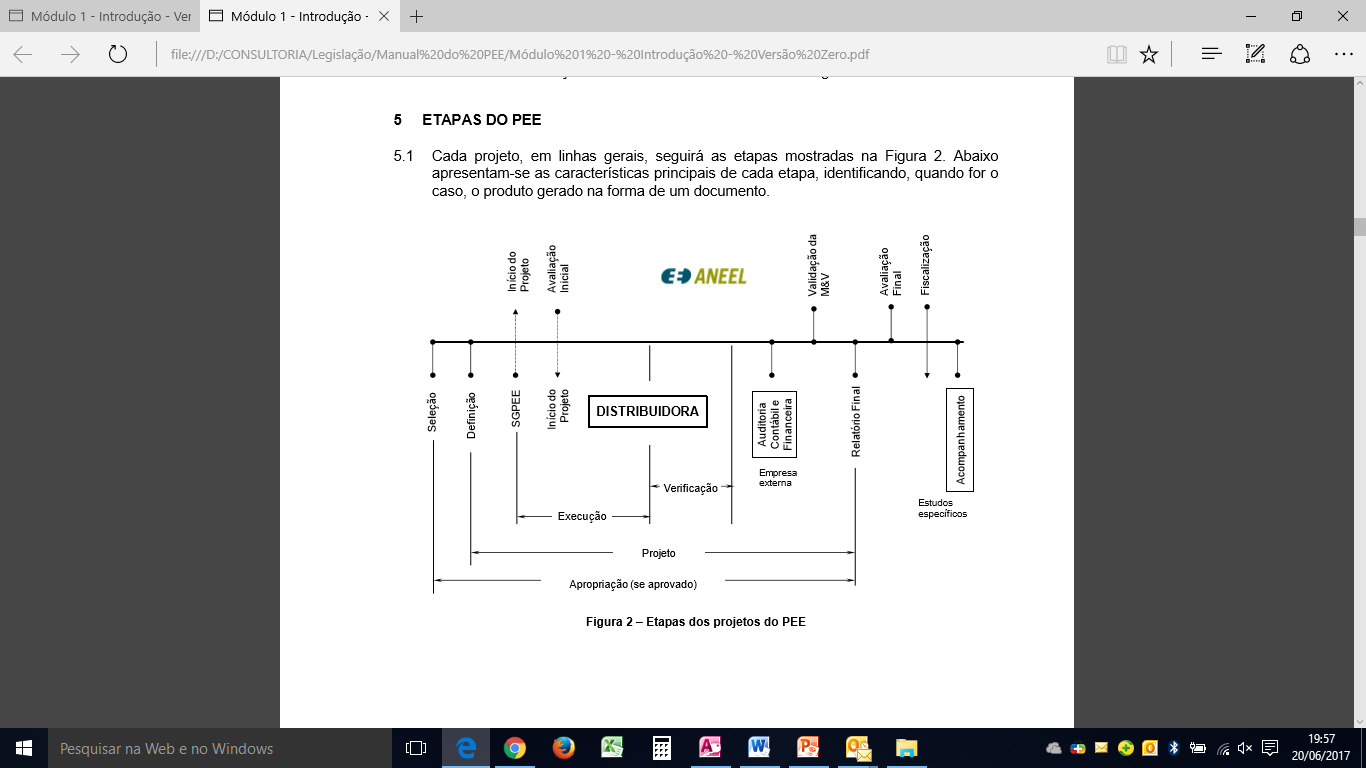 Módulo 1 - Introdução - Ver
Módulo 1 - Introdução -
file:///D:/CONSULTORIA/Legislação/Manual%20do%20PEE/Módulo%201%20-%20Introdução%20-%20Versão%20Zero.pdf
5 ETAPAS DO PEE
5.1 Cada projeto, em linhas gerais, seguirá as etapas mostradas na Figura 2. Abaixo
apresentam-se as características principais de cada etapa, identificando, quando for o
caso, o produto gerado na forma de um documento.
Início do
Projeto
Avaliação
Inicial
ANEEL
Validação da
M&V
Avaliação
Final
Fiscalização
Seleção
Definição
SGPEE
Início do
Projeto
DISTRIBUIDORA
Auditoria
Contábil e
Financeira
Relatório Final
Acompanhamento
Empresa
externa
Verificação
Estudos
específicos
Execução
Projeto
Apropriação (se aprovado)
Figura 2 – Etapas dos projetos do PEE
Pesquisar na Web e no Windows
19:57
20/06/2017